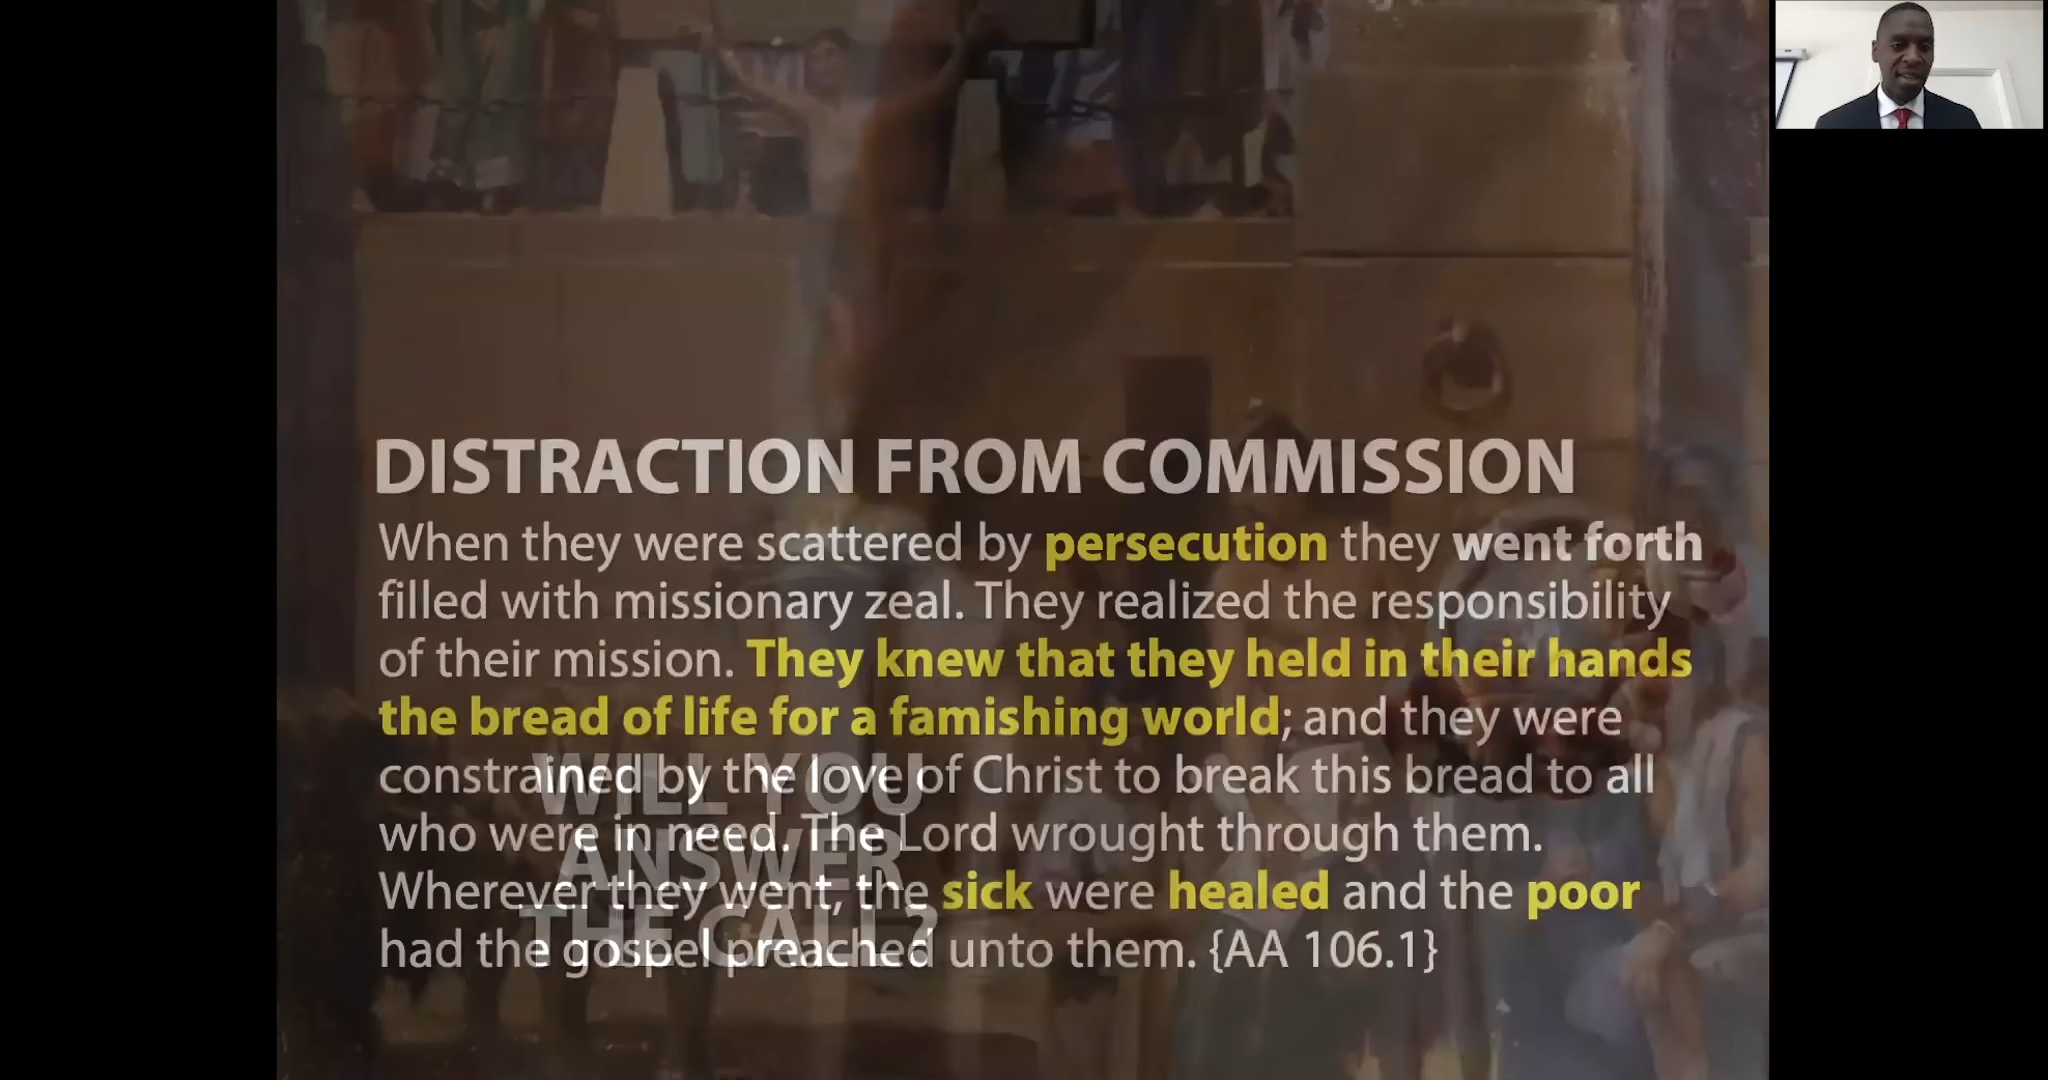 DISTRACTION FROM COMMISSION
When they were scattered by persecution they went forth
filled with missionary zeal. They realized the responsibility
of their mission. They knew that they held in their hands
the bread of life for a famishing world; and they were
constrained by the love of Christ to break this bread to all
who were in need. The Lord wrought through them.
Wherever they went, the sick were healed and the poor
had the gospel preached unto them. {AA 106.1}
WILL YOU
ANSWER
THE CALL?